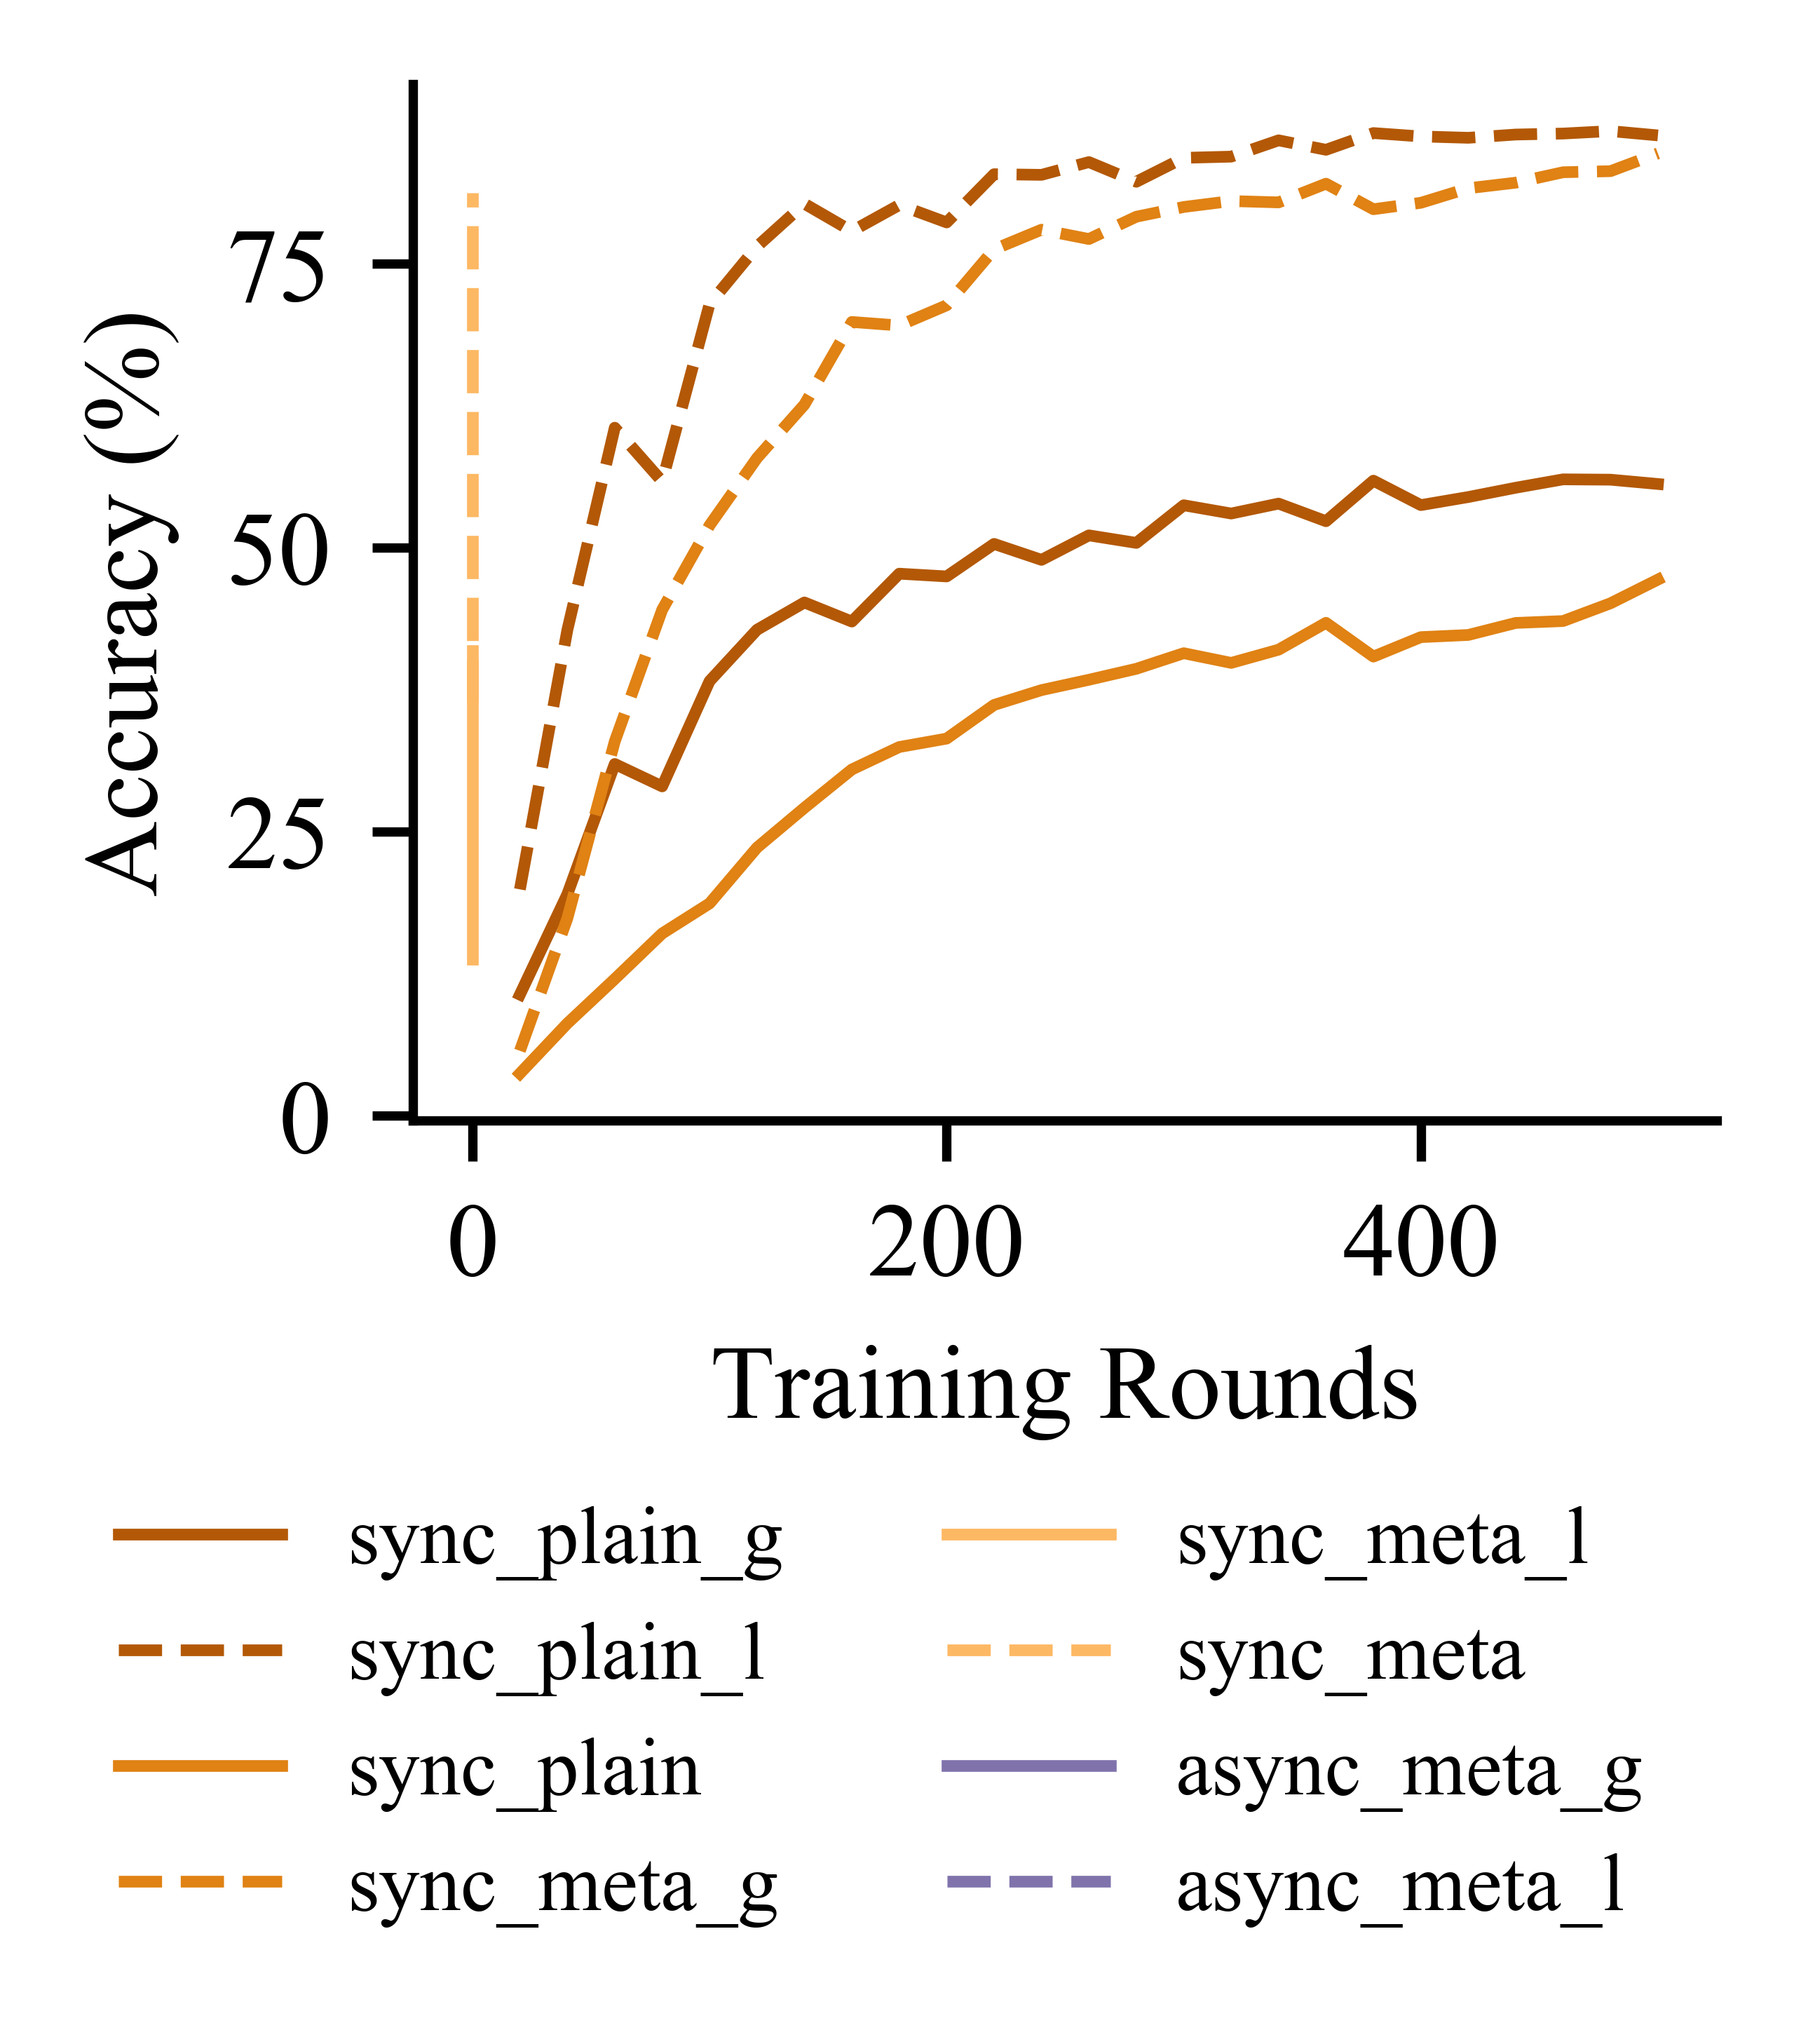 Accuracy (%)
75
50
25
0
0 200 400
Training Rounds
sync_plain_g
sync_plain_l
sync_plain
sync_meta_g
sync_meta_l
sync_meta
async_meta_g
async_meta_l